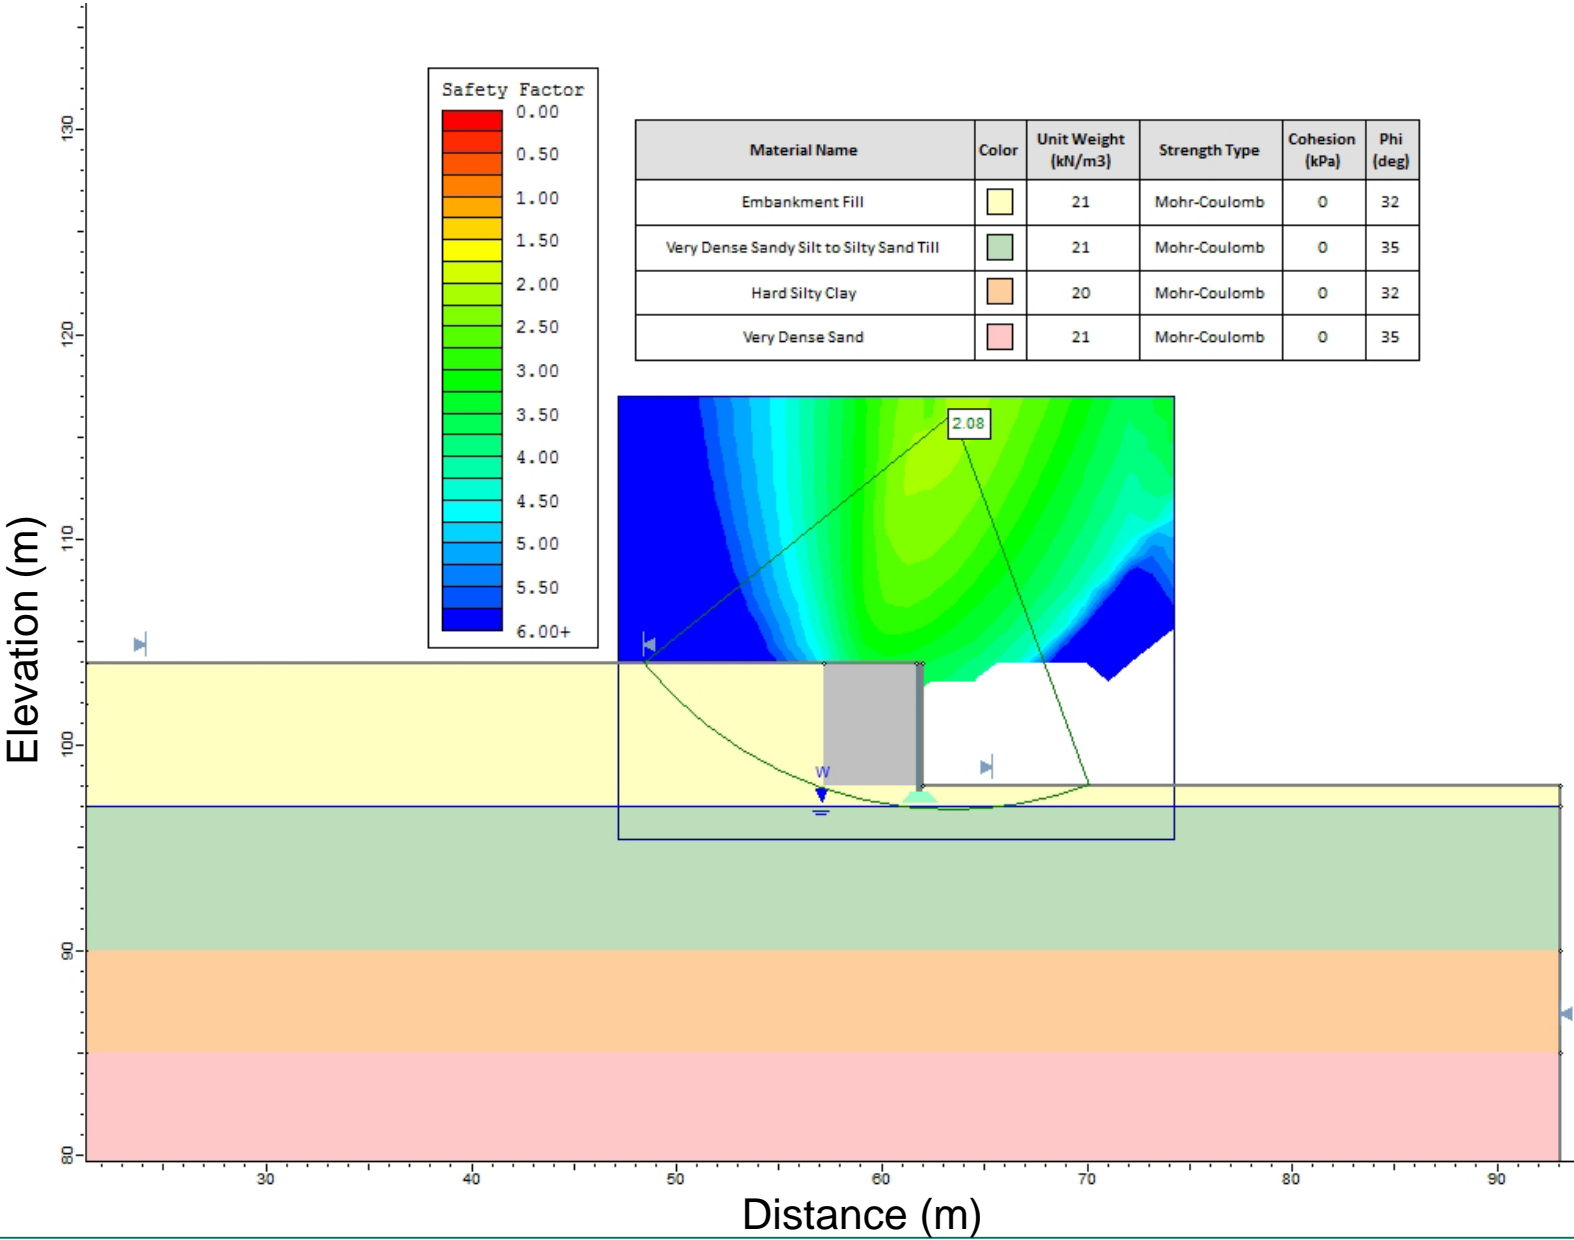 Safety Factor
0.00
0.50
1.00
1.50
2.00
2.50
3.00
3.50
4.00
4.50
5.00
5.50
6.00+
Material Name Color Unit Weight (kN/m3) Strength Type Cohesion (kPa) Phi (deg)
Embankment Fill 21 Mohr-Coulomb 0 32
Very Dense Sandy Silt to Silty Sand Till 21 Mohr-Coulomb 0 35
Hard Silty Clay 20 Mohr-Coulomb 0 32
Very Dense Sand 21 Mohr-Coulomb 0 35
2.08
W
Elevation (m)
130
120
110
100
90
80
30 40 50 60 70 80 90
Distance (m)